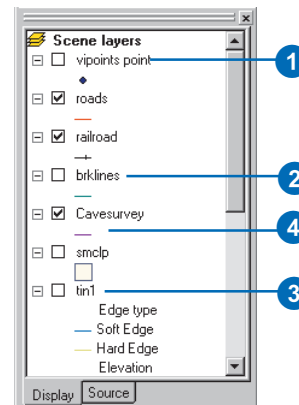 Scene layers
vipoints point
1
roads
railroad
brklines
2
Cavesurvey
4
smclp
tin1
3
Edge type
Soft Edge
Hard Edge
Elevation
Display Source